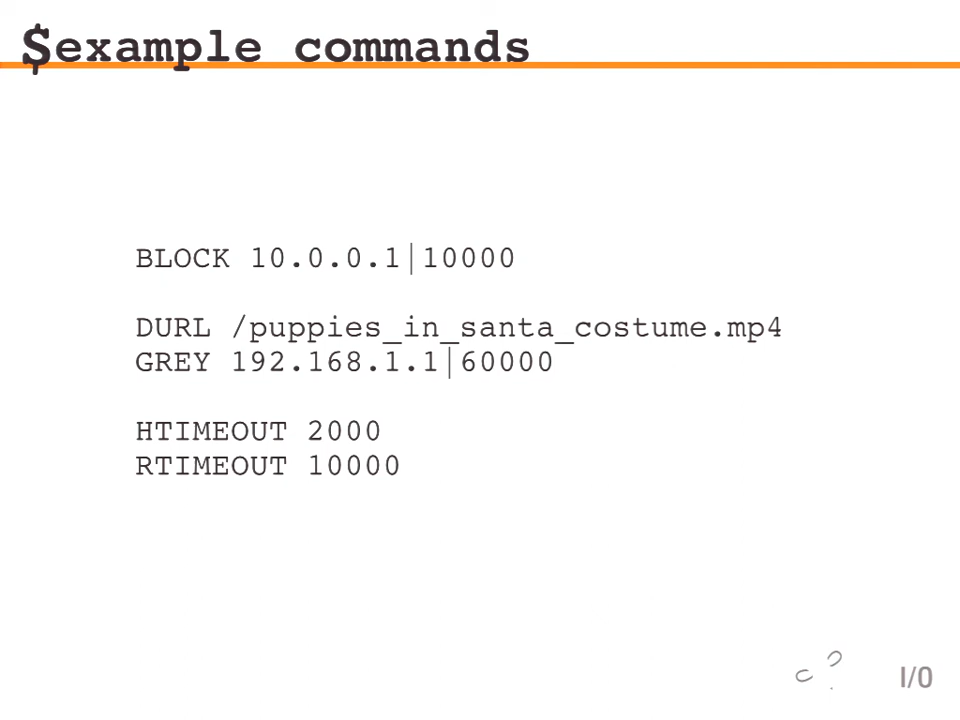 $example commands
BLOCK 10.0.0.1|10000
DURL /puppies_in_santa_costume.mp4
GREY 192.168.1.1|60000
HTIMEOUT 2000
RTIMEOUT 10000
I/O